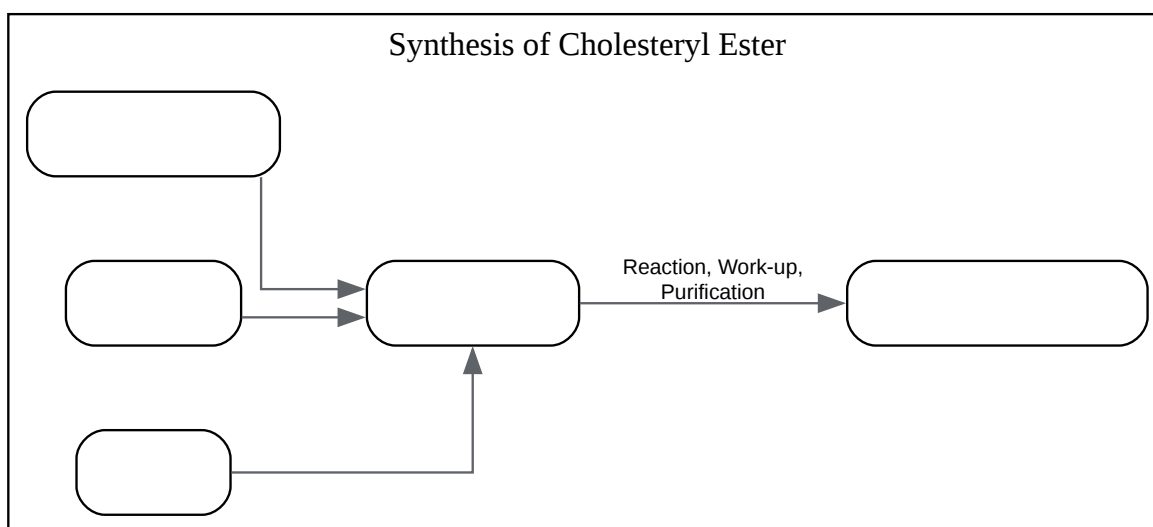 Synthesis of Cholesteryl Ester
Reaction, Work-up,
Purification